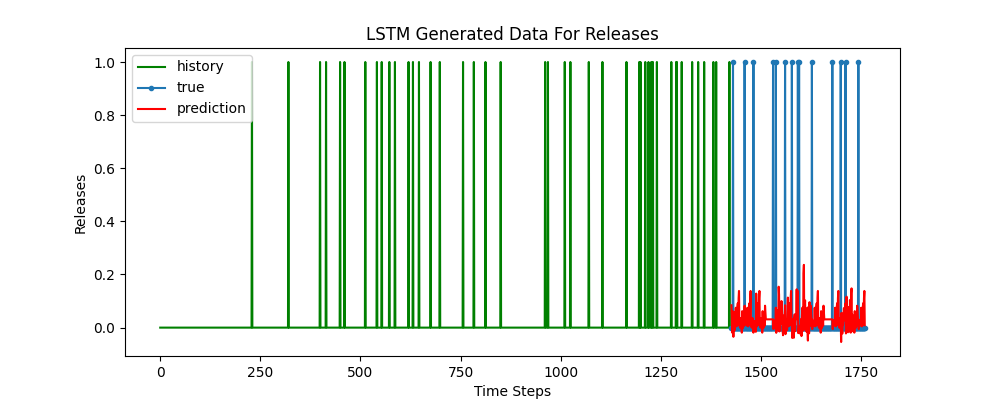 LSTM Generated Data For Releases
history
true
prediction
1.0
0.8
0.6
0.4
0.2
0.0
Releases
0 250 500 750 1000 1250 1500 1750
Time Steps